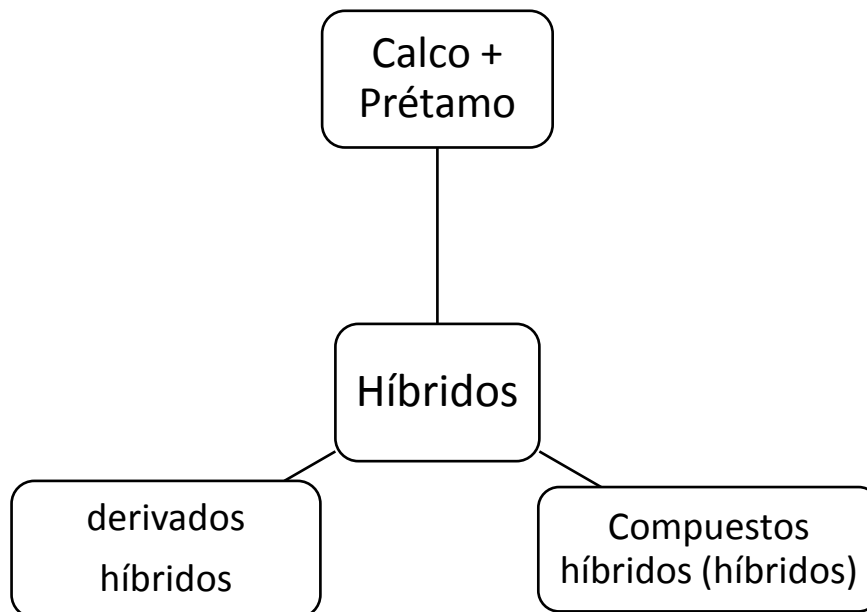 Calco +
Prétamo
Híbridos
derivados
híbridos
Compuestos
híbridos (híbridos)